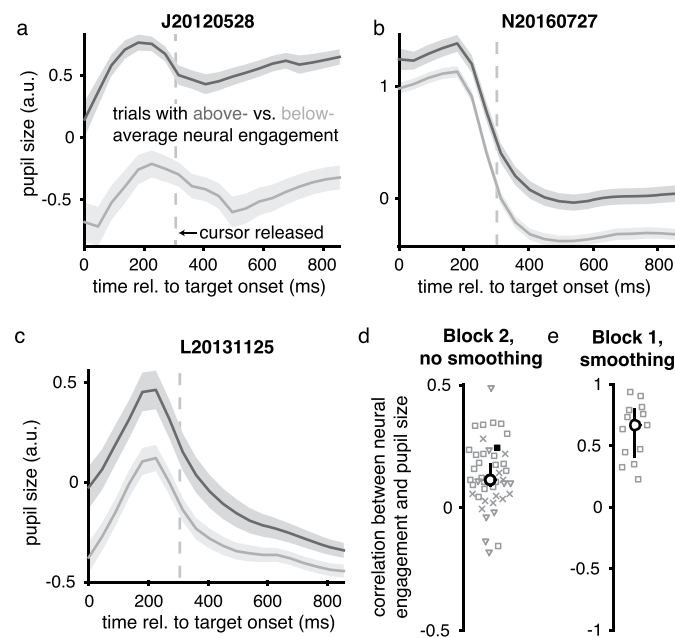 a
J20120528
pupil size (a.u.)
0.5
0
-0.5
trials with above- vs. below-
average neural engagement
cursor released
0
200
400
600
800
time rel. to target onset (ms)
b
N20160727
1
0
0
200
400
600
800
time rel. to target onset (ms)
c
L20131125
pupil size (a.u.)
0.5
0
-0.5
0
200
400
600
800
time rel. to target onset (ms)
d
Block 2,
no smoothing
correlation between neural
engagement and pupil size
0.5
0
-0.5
e
Block 1,
smoothing
1
0.5
0
-0.5
-1